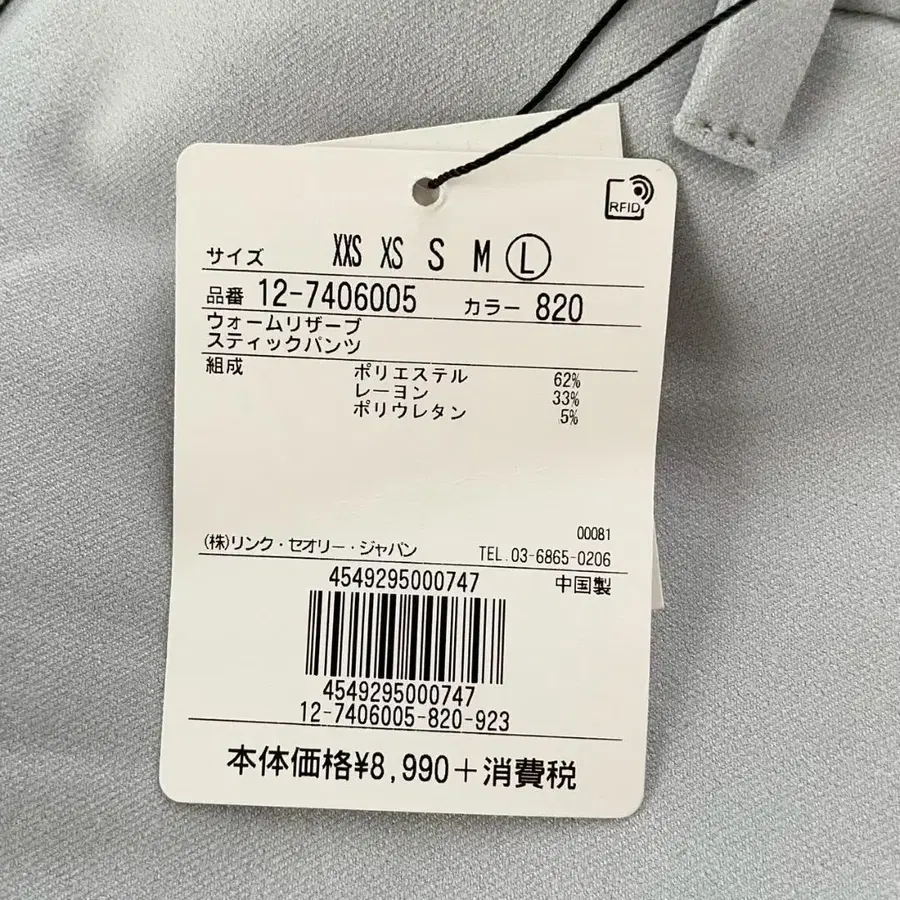 RFID
サイズ XXS XS S M L
品番 12-7406005 カラー 820
ウォームリザーブ
スティックパンツ
組成 ポリエステル 62%
レーヨン 33%
ポリウレタン 5%
00081
(株)リンク・セオリー・ジャパン TEL.03-6865-0206
4549295000747 中国製
4549295000747
12-7406005-820-923
本体価格¥8,990+消費税